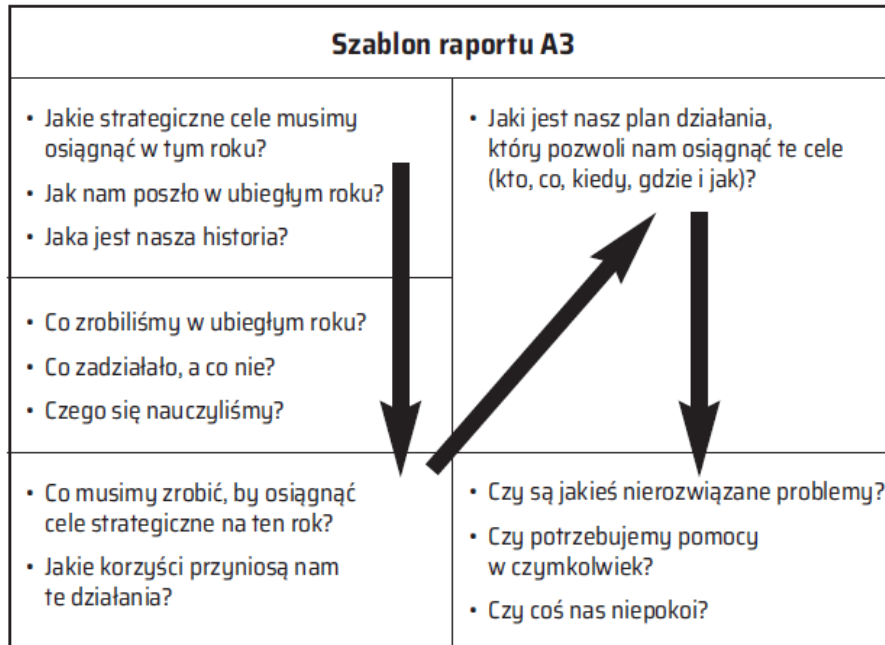 Szablon raportu A3
• Jakie strategiczne cele musimy
osiągnąć w tym roku?
• Jak nam poszło w ubiegłym roku?
• Jaka jest nasza historia?
• Co zrobiliśmy w ubiegłym roku?
• Co zadziałało, a co nie?
• Czego się nauczyliśmy?
• Co musimy zrobić, by osiągnąć
cele strategiczne na ten rok?
• Jakie korzyści przyniosą nam
te działania?
• Jaki jest nasz plan działania,
który pozwoli nam osiągnąć te cele
(kto, co, kiedy, gdzie i jak)?
• Czy są jakieś nierozwiązane problemy?
• Czy potrzebujemy pomocy
w czymkolwiek?
• Czy coś nas niepokoi?